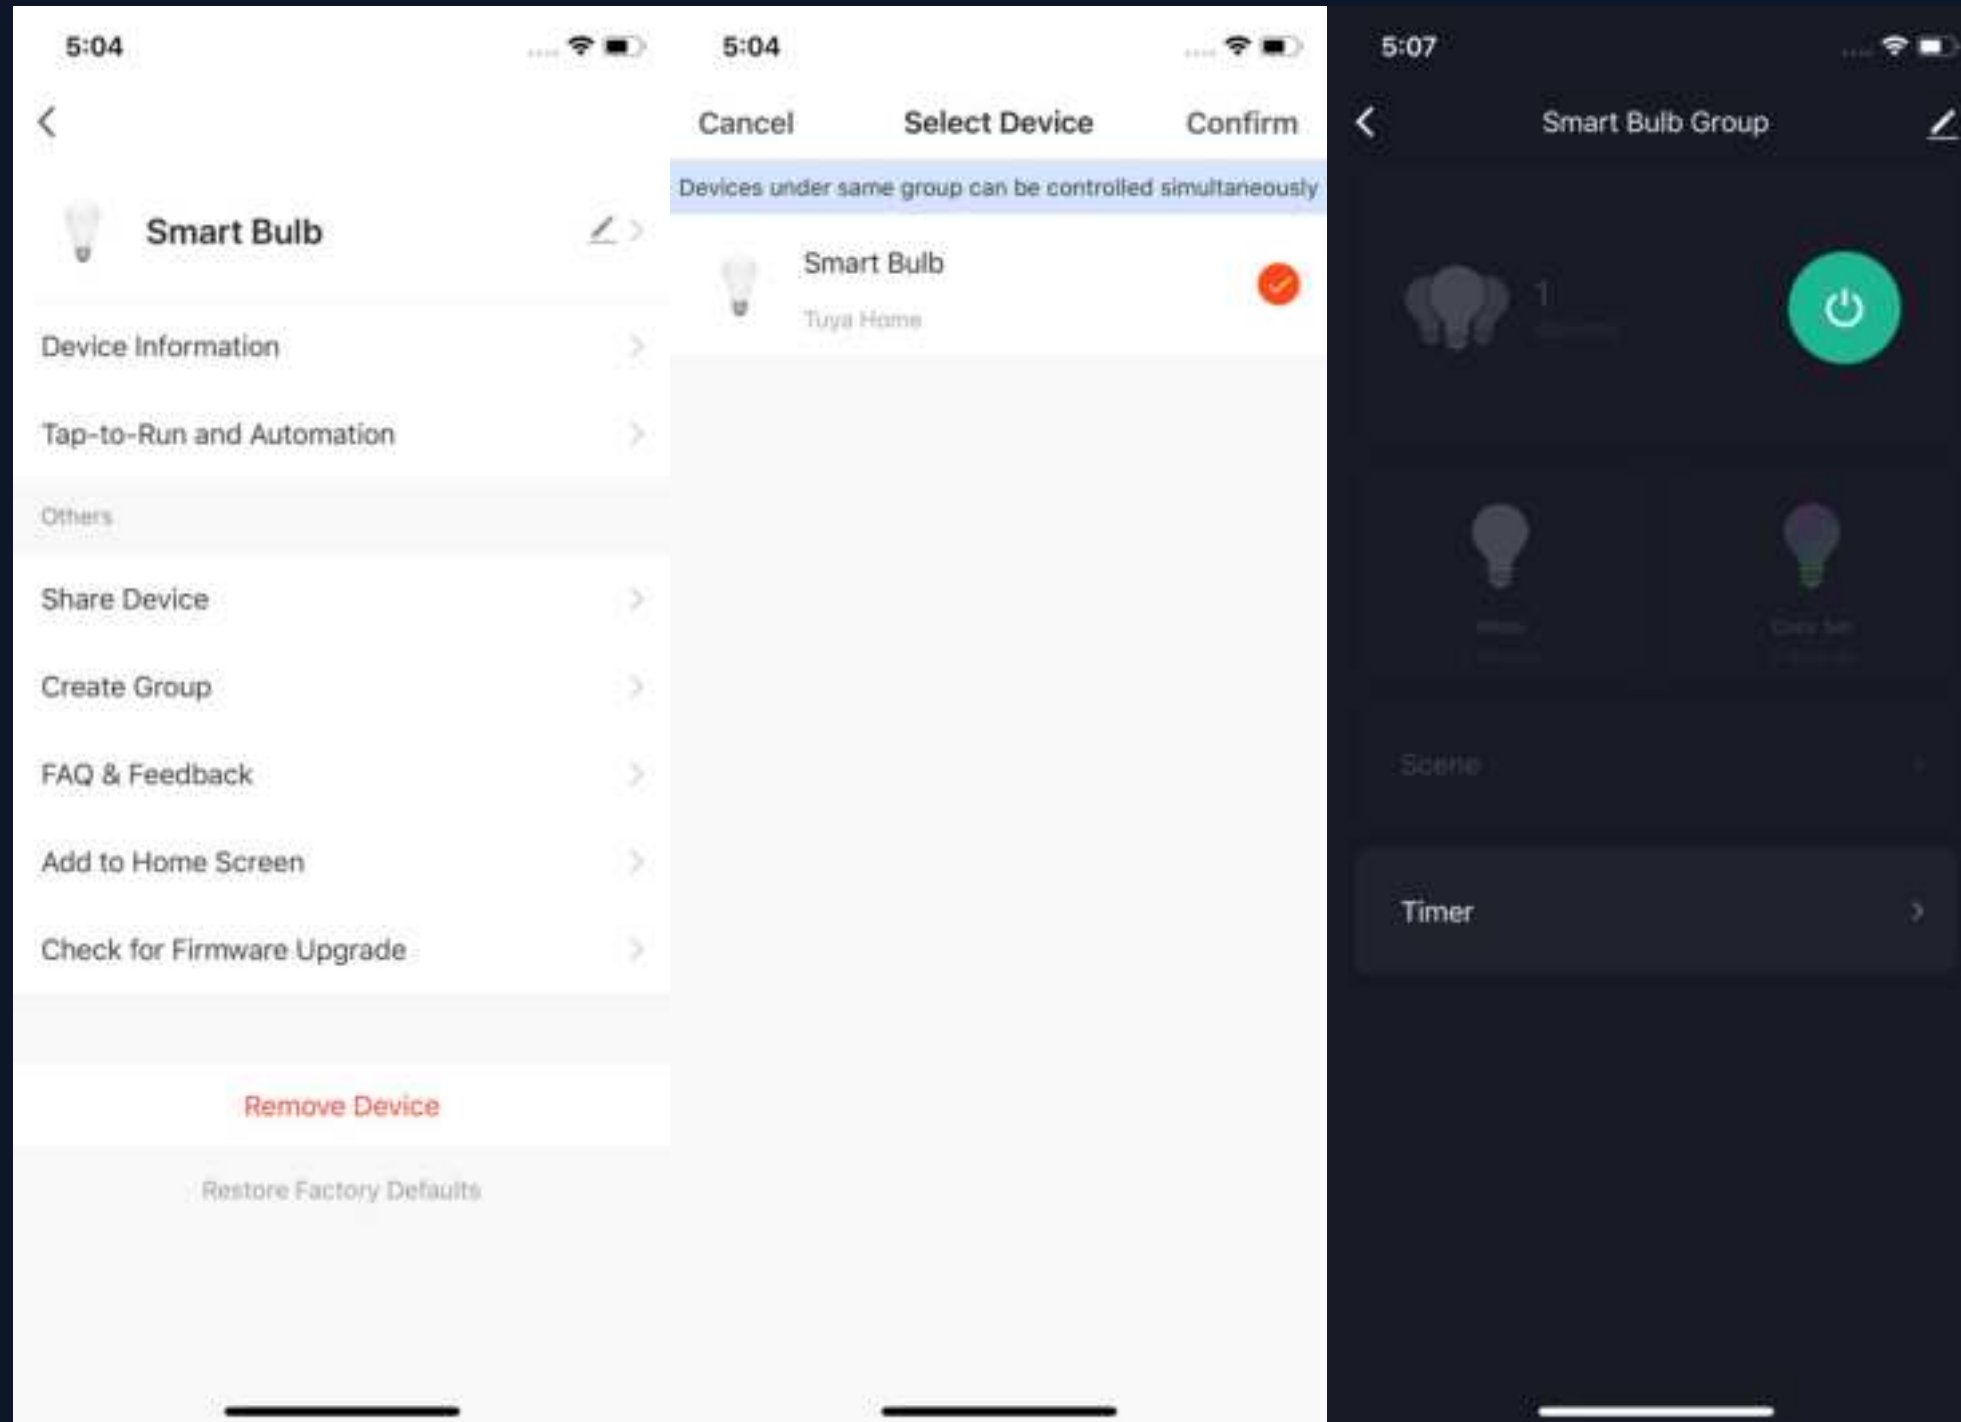 5:04
Smart Bulb
Device Information
Tap-to-Run and Automation
Others
Share Device
Create Group
FAQ & Feedback
Add to Home Screen
Check for Firmware Upgrade
Remove Device
Restore Factory Defaults
5:04
Cancel Select Device Confirm
Devices under same group can be controlled simultaneously
Smart Bulb
Tuya Home
5:07
Smart Bulb Group
1
Scene
Timer